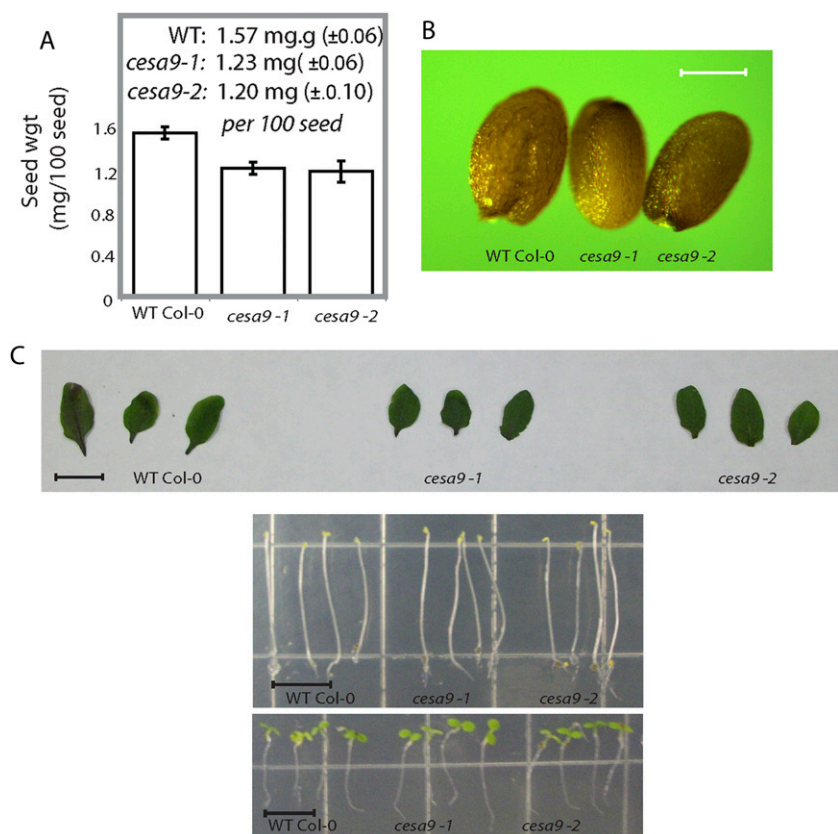 A
WT: 1.57 mg.g (±0.06)
cesa9-1: 1.23 mg( ±0.06)
cesa9-2: 1.20 mg (±.0.10)
per 100 seed
Seed wgt
(mg/100 seed)
1.6
1.2
0.8
0.4
0
WT Col-0 cesa9-1 cesa9-2
B
WT Col-0 cesa9-1 cesa9-2
C
WT Col-0 cesa9-1 cesa9-2
WT Col-0 cesa9-1 cesa9-2
WT Col-0 cesa9-1 cesa9-2